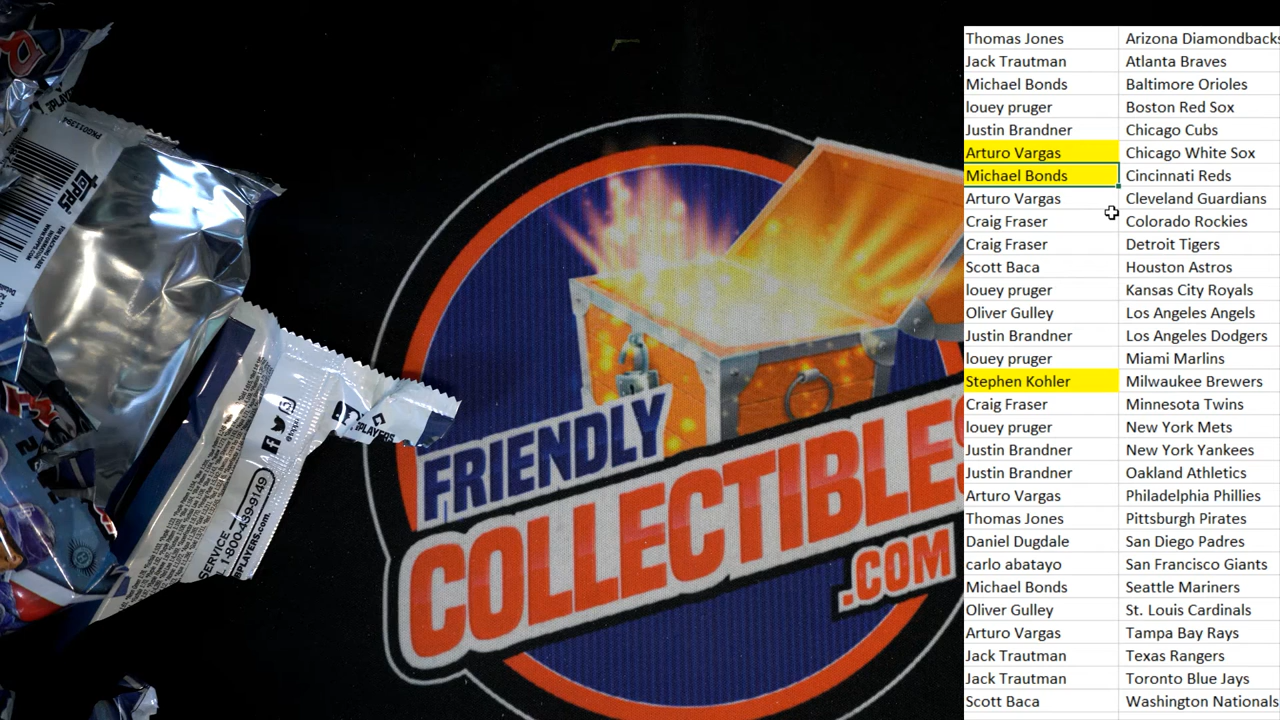 Thomas Jones Arizona Diamondbacks
Jack Trautman Atlanta Braves
Michael Bonds Baltimore Orioles
louey pruger Boston Red Sox
Justin Brandner Chicago Cubs
Arturo Vargas Chicago White Sox
Michael Bonds Cincinnati Reds
Arturo Vargas Cleveland Guardians
Craig Fraser Colorado Rockies
Craig Fraser Detroit Tigers
Scott Baca Houston Astros
louey pruger Kansas City Royals
Oliver Gulley Los Angeles Angels
Justin Brandner Los Angeles Dodgers
louey pruger Miami Marlins
Stephen Kohler Milwaukee Brewers
Craig Fraser Minnesota Twins
louey pruger New York Mets
Justin Brandner New York Yankees
Justin Brandner Oakland Athletics
Arturo Vargas Philadelphia Phillies
Thomas Jones Pittsburgh Pirates
Daniel Dugdale San Diego Padres
carlo abatayo San Francisco Giants
Michael Bonds Seattle Mariners
Oliver Gulley St. Louis Cardinals
Arturo Vargas Tampa Bay Rays
Jack Trautman Texas Rangers
Jack Trautman Toronto Blue Jays
Scott Baca Washington Nationals
FRIENDLY
COLLECTIBLES
.COM
topps
SERVICE
1-800-489-9149
PLAYERS